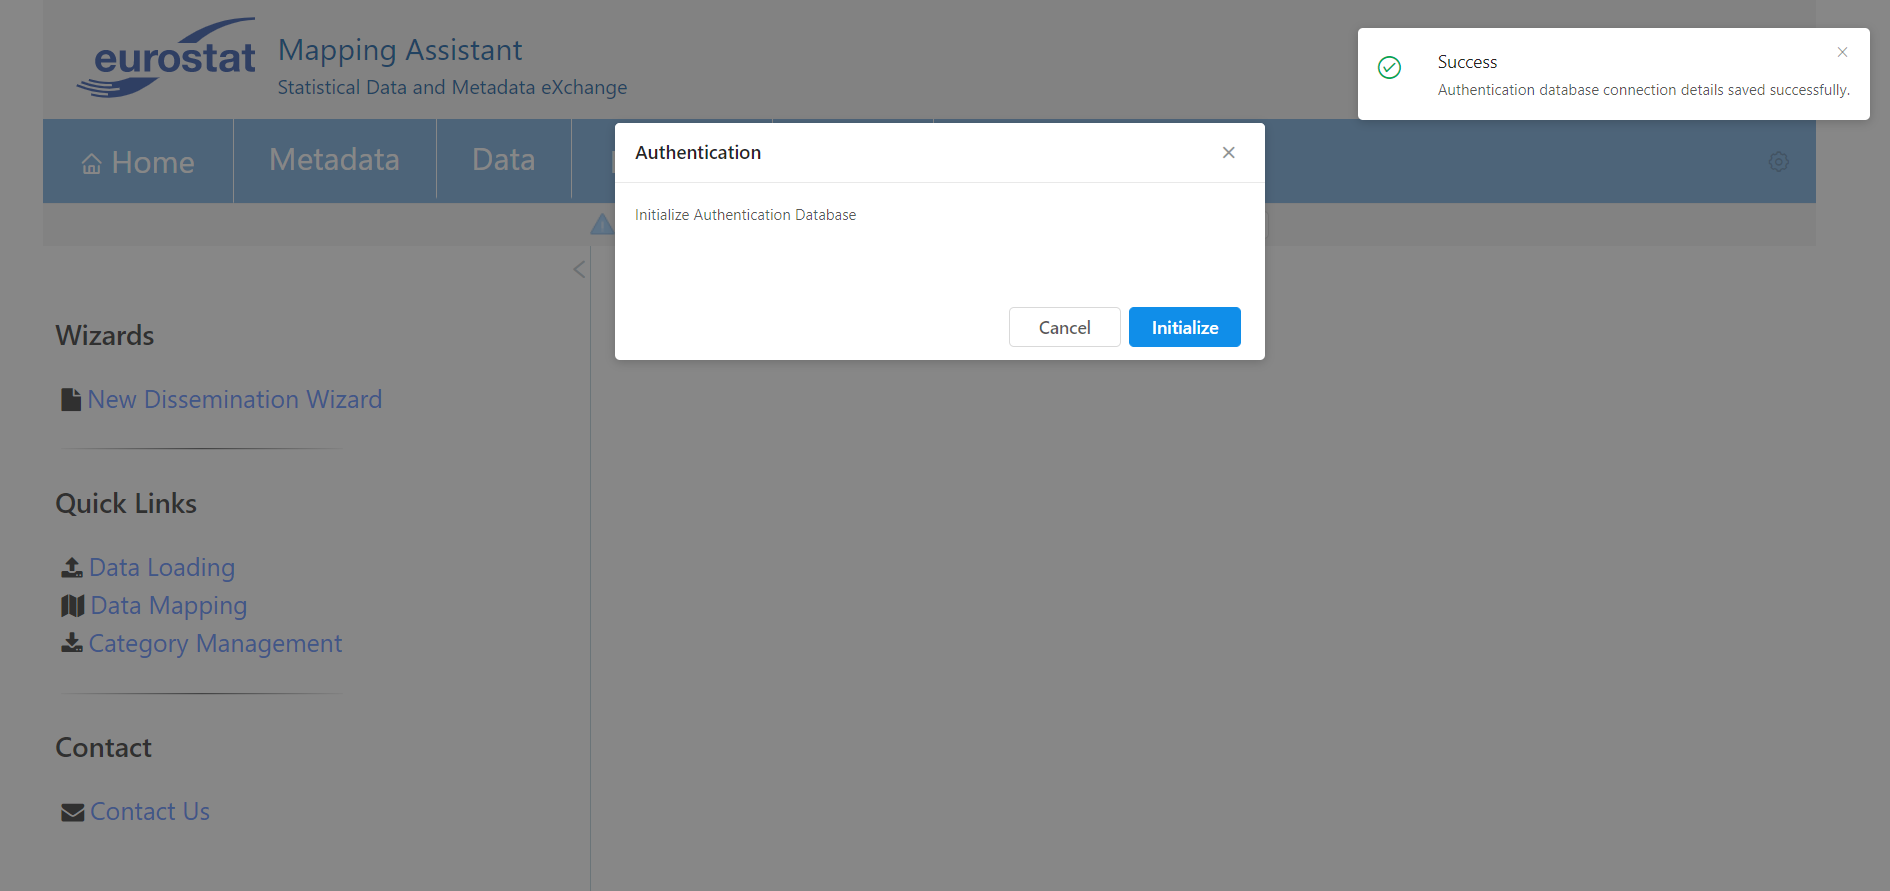 eurostat
Mapping Assistant
Statistical Data and Metadata eXchange
Success
Authentication database connection details saved successfully.
Home
Metadata
Data
Authentication
Initialize Authentication Database
Cancel
Initialize
Wizards
New Dissemination Wizard
Quick Links
Data Loading
Data Mapping
Category Management
Contact
Contact Us